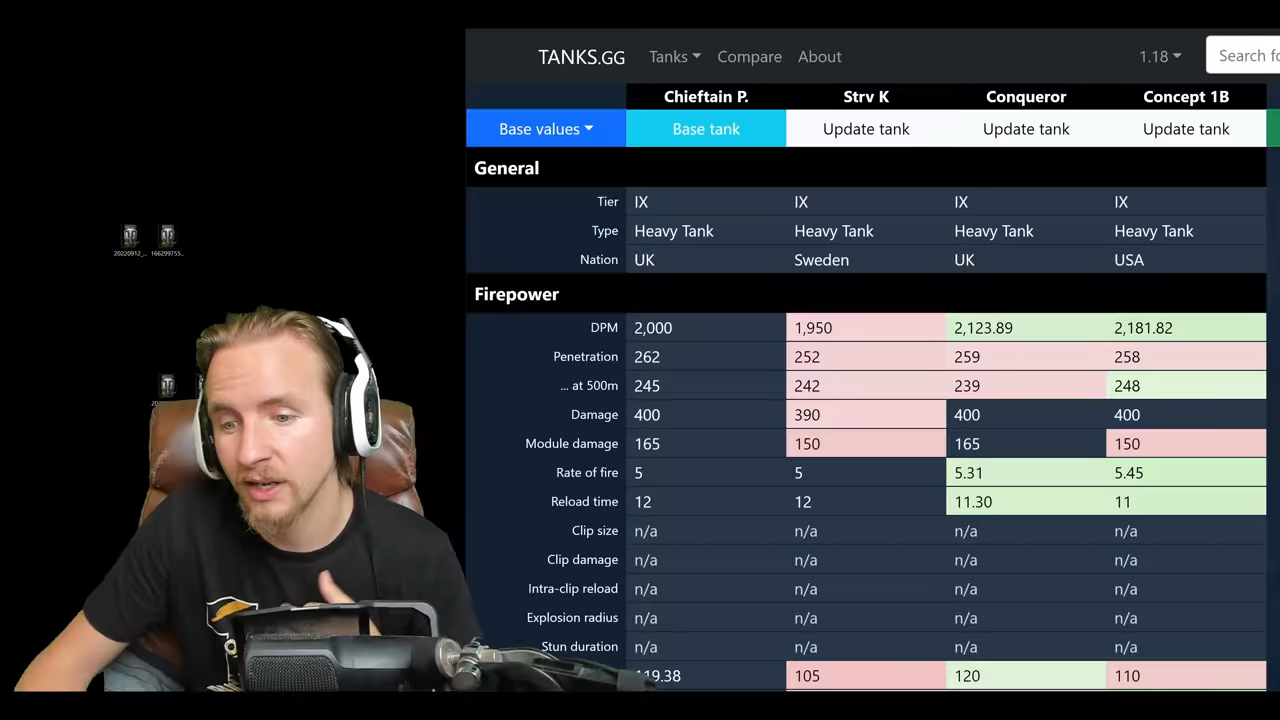 TANKS.GG Tanks Compare About 1.18 Search fo
Chieftain P. Strv K Conqueror Concept 1B
Base values Base tank Update tank Update tank Update tank
General
Tier IX IX IX IX
Type Heavy Tank Heavy Tank Heavy Tank Heavy Tank
Nation UK Sweden UK USA
Firepower
DPM 2,000 1,950 2,123.89 2,181.82
Penetration 262 252 259 258
... at 500m 245 242 239 248
Damage 400 390 400 400
Module damage 165 150 165 150
Rate of fire 5 5 5.31 5.45
Reload time 12 12 11.30 11
Clip size n/a n/a n/a n/a
Clip damage n/a n/a n/a n/a
Intra-clip reload n/a n/a n/a n/a
Explosion radius n/a n/a n/a n/a
Stun duration n/a n/a n/a n/a
119.38 105 120 110
20220912_... 166299755...